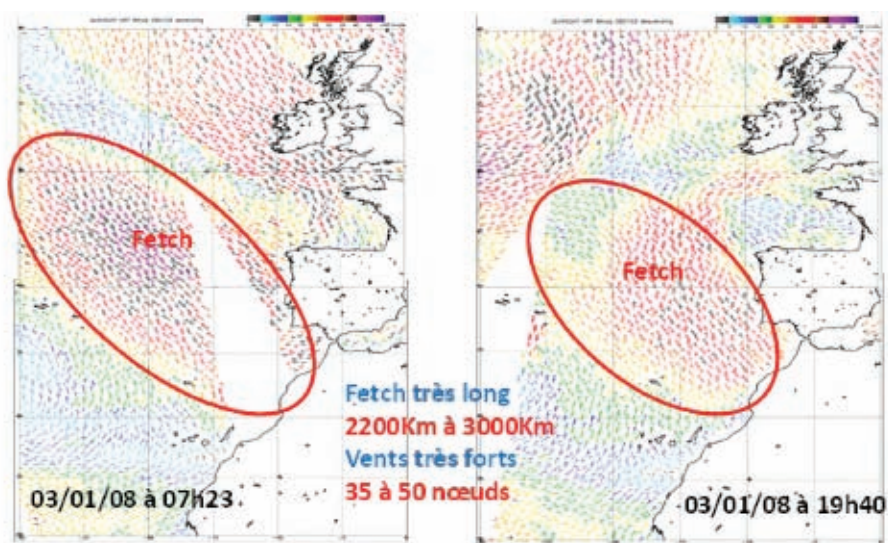 Fetch
Fetch
Fetch très long
2200Km à 3000Km
Vents très forts
35 à 50 nœuds
03/01/08 à 07h23
03/01/08 à 19h40